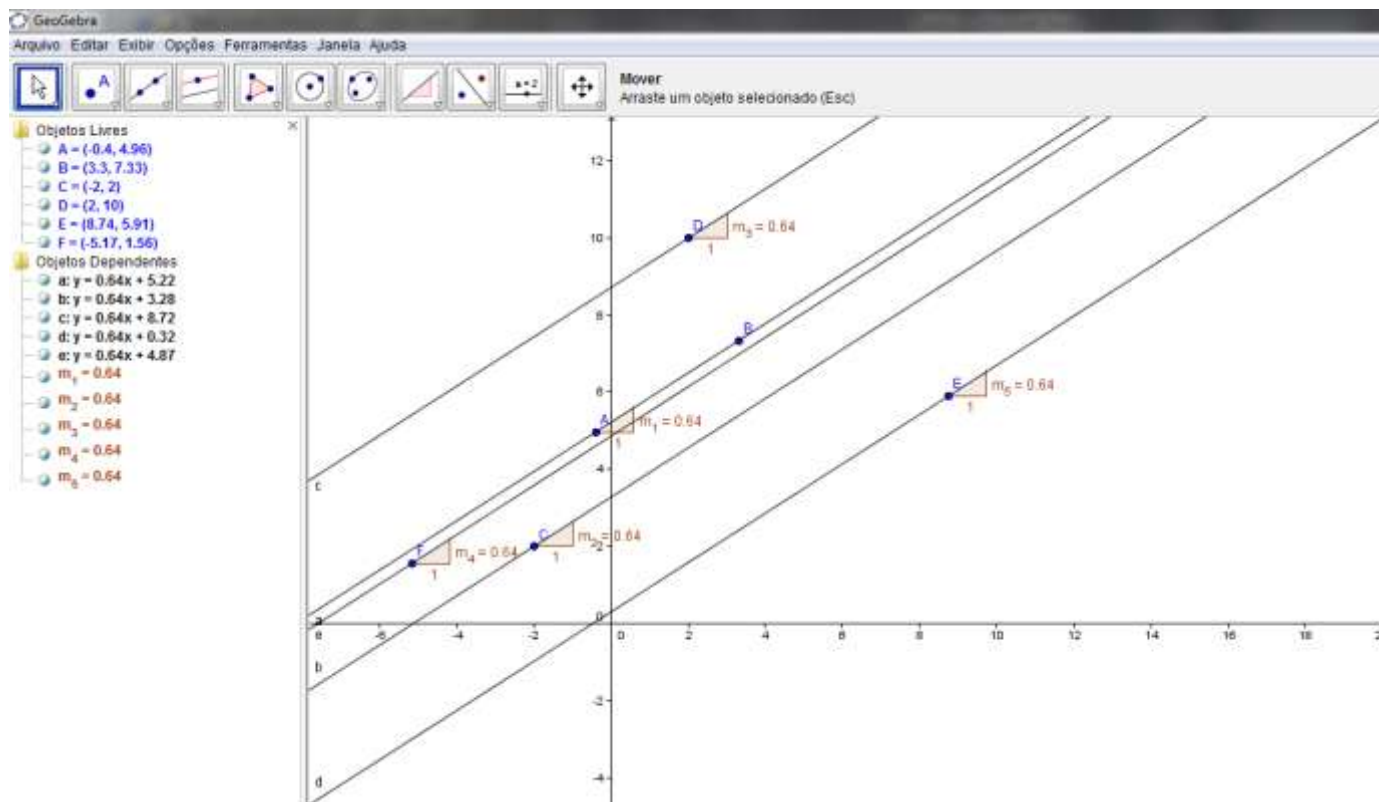 GeoGebra
Arquivo Editar Exibir Opções Ferramentas Janela Ajuda
A
a=2
Mover
Arraste um objeto selecionado (Esc)
Objetos Livres
A = (-0.4, 4.96)
B = (3.3, 7.33)
C = (-2, 2)
D = (2, 10)
E = (8.74, 5.91)
F = (-5.17, 1.56)
Objetos Dependentes
a: y = 0.64x + 5.22
b: y = 0.64x + 3.28
c: y = 0.64x + 8.72
d: y = 0.64x + 0.32
e: y = 0.64x + 4.87
m₁ = 0.64
m₂ = 0.64
m₃ = 0.64
m₄ = 0.64
m₅ = 0.64
12
10
D
m₃ = 0.64
1
8
B
6
E
m₅ = 0.64
1
A
m₁ = 0.64
1
4
c
F
m₄ = 0.64
1
C
m₂ = 0.64
1
2
0
a
e
-6 -4 -2 0 2 4 6 8 10 12 14 16 18 2
b
-2
d
-4